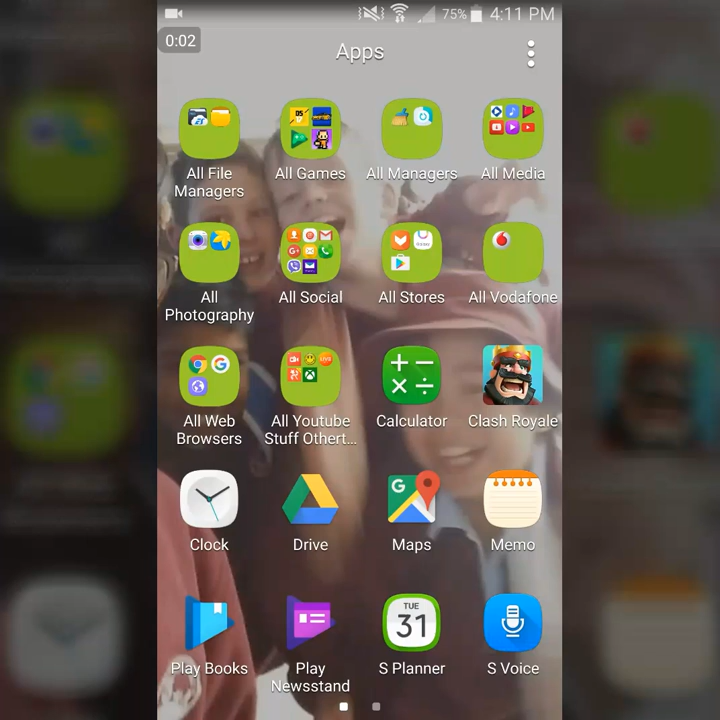 75% 4:11 PM
0:02
Apps
All File
Managers
All Games
All Managers
All Media
All
Photography
All Social
All Stores
All Vodafone
All Web
Browsers
All Youtube
Stuff Othert...
Calculator
Clash Royale
Clock
Drive
Maps
Memo
TUE
31
Play Books
Play
Newsstand
S Planner
S Voice